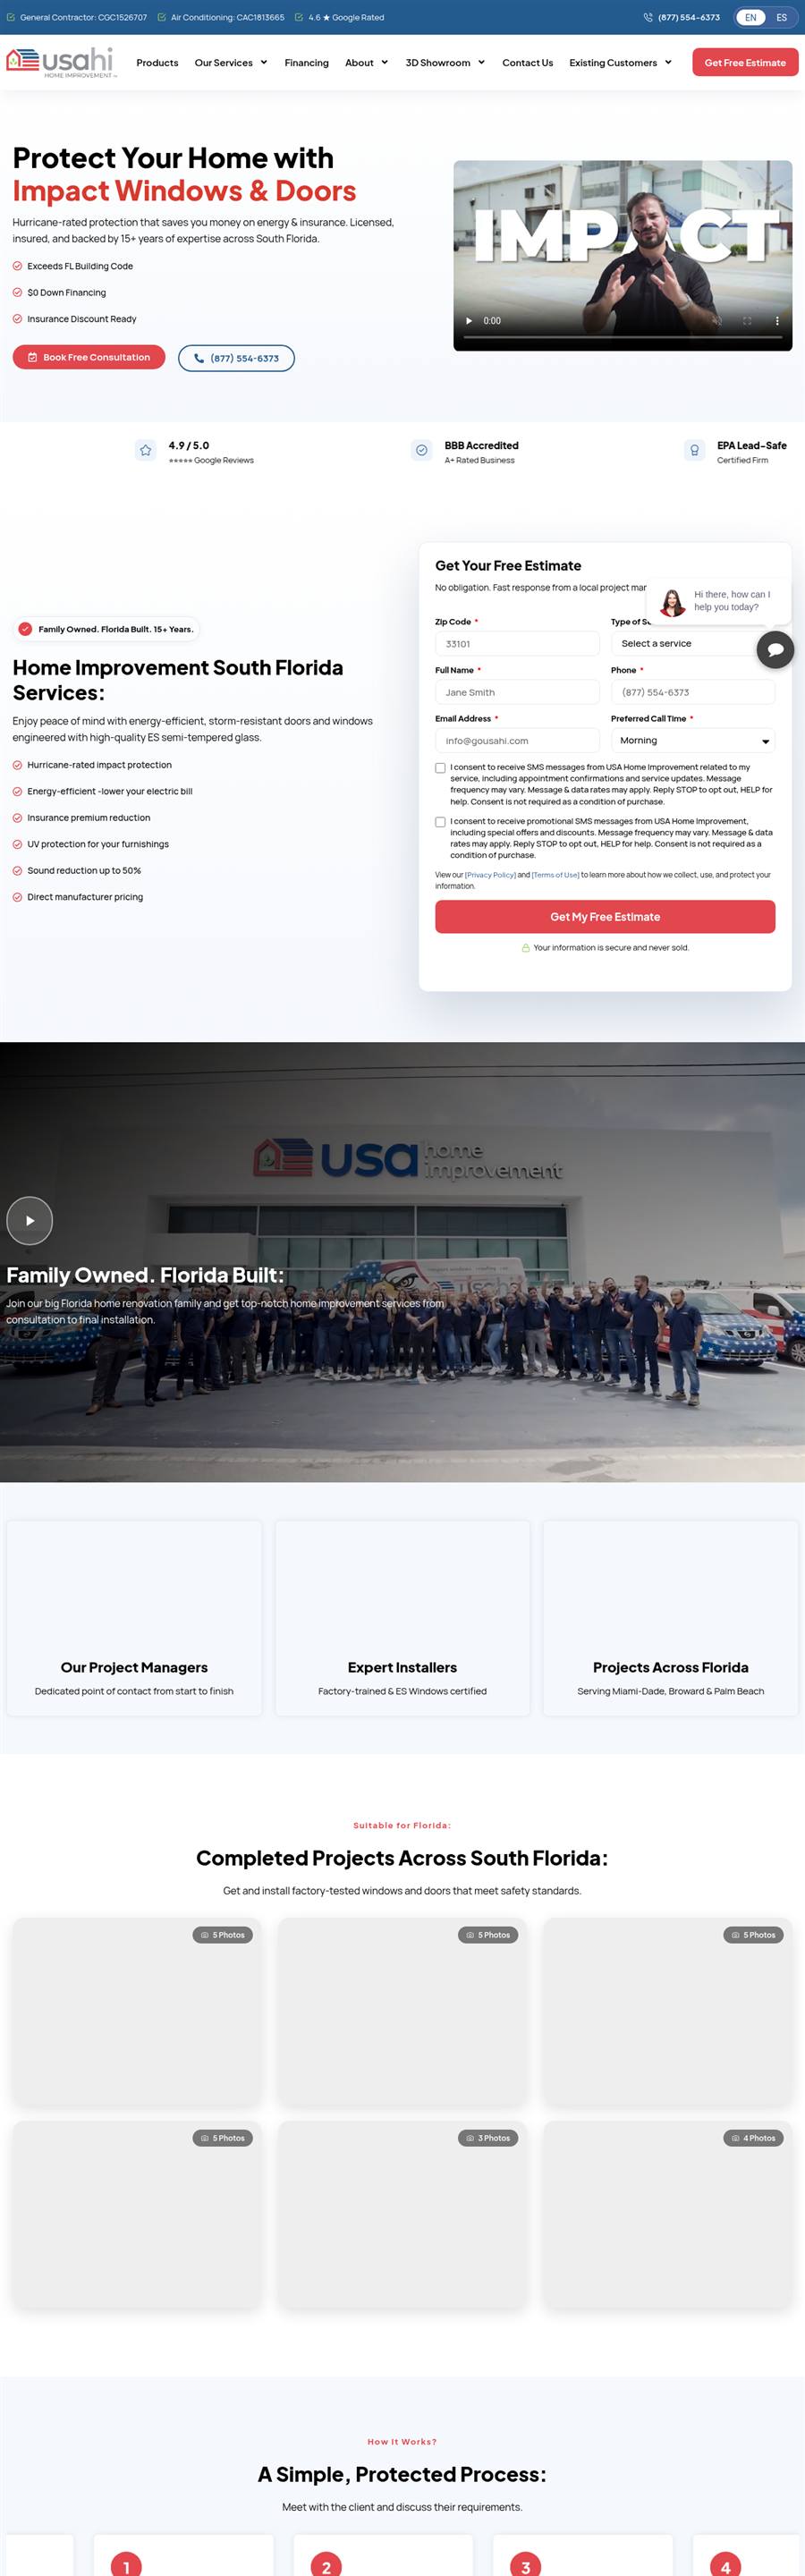 General Contractor: CGC1526707 Air Conditioning: CAC1813665 4.6 ★ Google Rated (877) 554-6373 EN ES
usahi
HOME IMPROVEMENT
Products Our Services Financing About 3D Showroom Contact Us Existing Customers Get Free Estimate
Protect Your Home with
Impact Windows & Doors
Hurricane-rated protection that saves you money on energy & insurance. Licensed,
insured, and backed by 15+ years of expertise across South Florida.
Exceeds FL Building Code
$0 Down Financing
Insurance Discount Ready
Book Free Consultation (877) 554-6373
IMPACT
0:00
4.9 / 5.0
★★★★★ Google Reviews
BBB Accredited
A+ Rated Business
EPA Lead-Safe
Certified Firm
Family Owned. Florida Built. 15+ Years.
Home Improvement South Florida
Services:
Enjoy peace of mind with energy-efficient, storm-resistant doors and windows
engineered with high-quality ES semi-tempered glass.
Hurricane-rated impact protection
Energy-efficient -lower your electric bill
Insurance premium reduction
UV protection for your furnishings
Sound reduction up to 50%
Direct manufacturer pricing
Get Your Free Estimate
No obligation. Fast response from a local project mar
Hi there, how can I
help you today?
Zip Code * Type of Se
33101 Select a service
Full Name * Phone *
Jane Smith (877) 554-6373
Email Address * Preferred Call Time *
info@gousahi.com Morning
I consent to receive SMS messages from USA Home Improvement related to my
service, including appointment confirmations and service updates. Message
frequency may vary. Message & data rates may apply. Reply STOP to opt out, HELP for
help. Consent is not required as a condition of purchase.
I consent to receive promotional SMS messages from USA Home Improvement,
including special offers and discounts. Message frequency may vary. Message & data
rates may apply. Reply STOP to opt out, HELP for help. Consent is not required as a
condition of purchase.
View our [Privacy Policy] and [Terms of Use] to learn more about how we collect, use, and protect your
information.
Get My Free Estimate
Your information is secure and never sold.
usa home
improvement
Family Owned. Florida Built:
Join our big Florida home renovation family and get top-notch home improvement services from
consultation to final installation.
Our Project Managers
Dedicated point of contact from start to finish
Expert Installers
Factory-trained & ES Windows certified
Projects Across Florida
Serving Miami-Dade, Broward & Palm Beach
Suitable for Florida:
Completed Projects Across South Florida:
Get and install factory-tested windows and doors that meet safety standards.
5 Photos 5 Photos 5 Photos
5 Photos 3 Photos 4 Photos
How It Works?
A Simple, Protected Process:
Meet with the client and discuss their requirements.
1 2 3 4